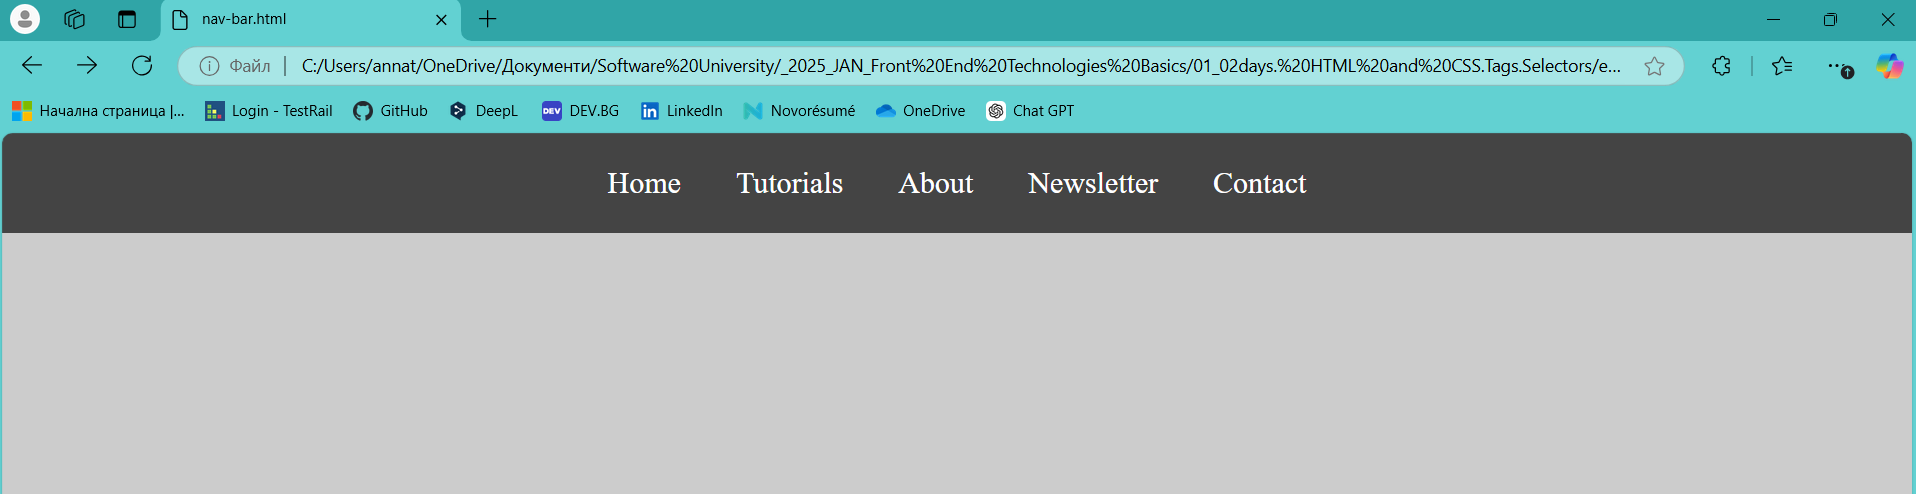 nav-bar.html
Файл
C:/Users/annat/OneDrive/Документи/Software%20University/_2025_JAN_Front%20End%20Technologies%20Basics/01_02days.%20HTML%20and%20CSS.Tags.Selectors/e...
Начална страница |... Login - TestRail GitHub DeepL DEV DEV.BG in LinkedIn Novorésumé OneDrive Chat GPT
Home Tutorials About Newsletter Contact